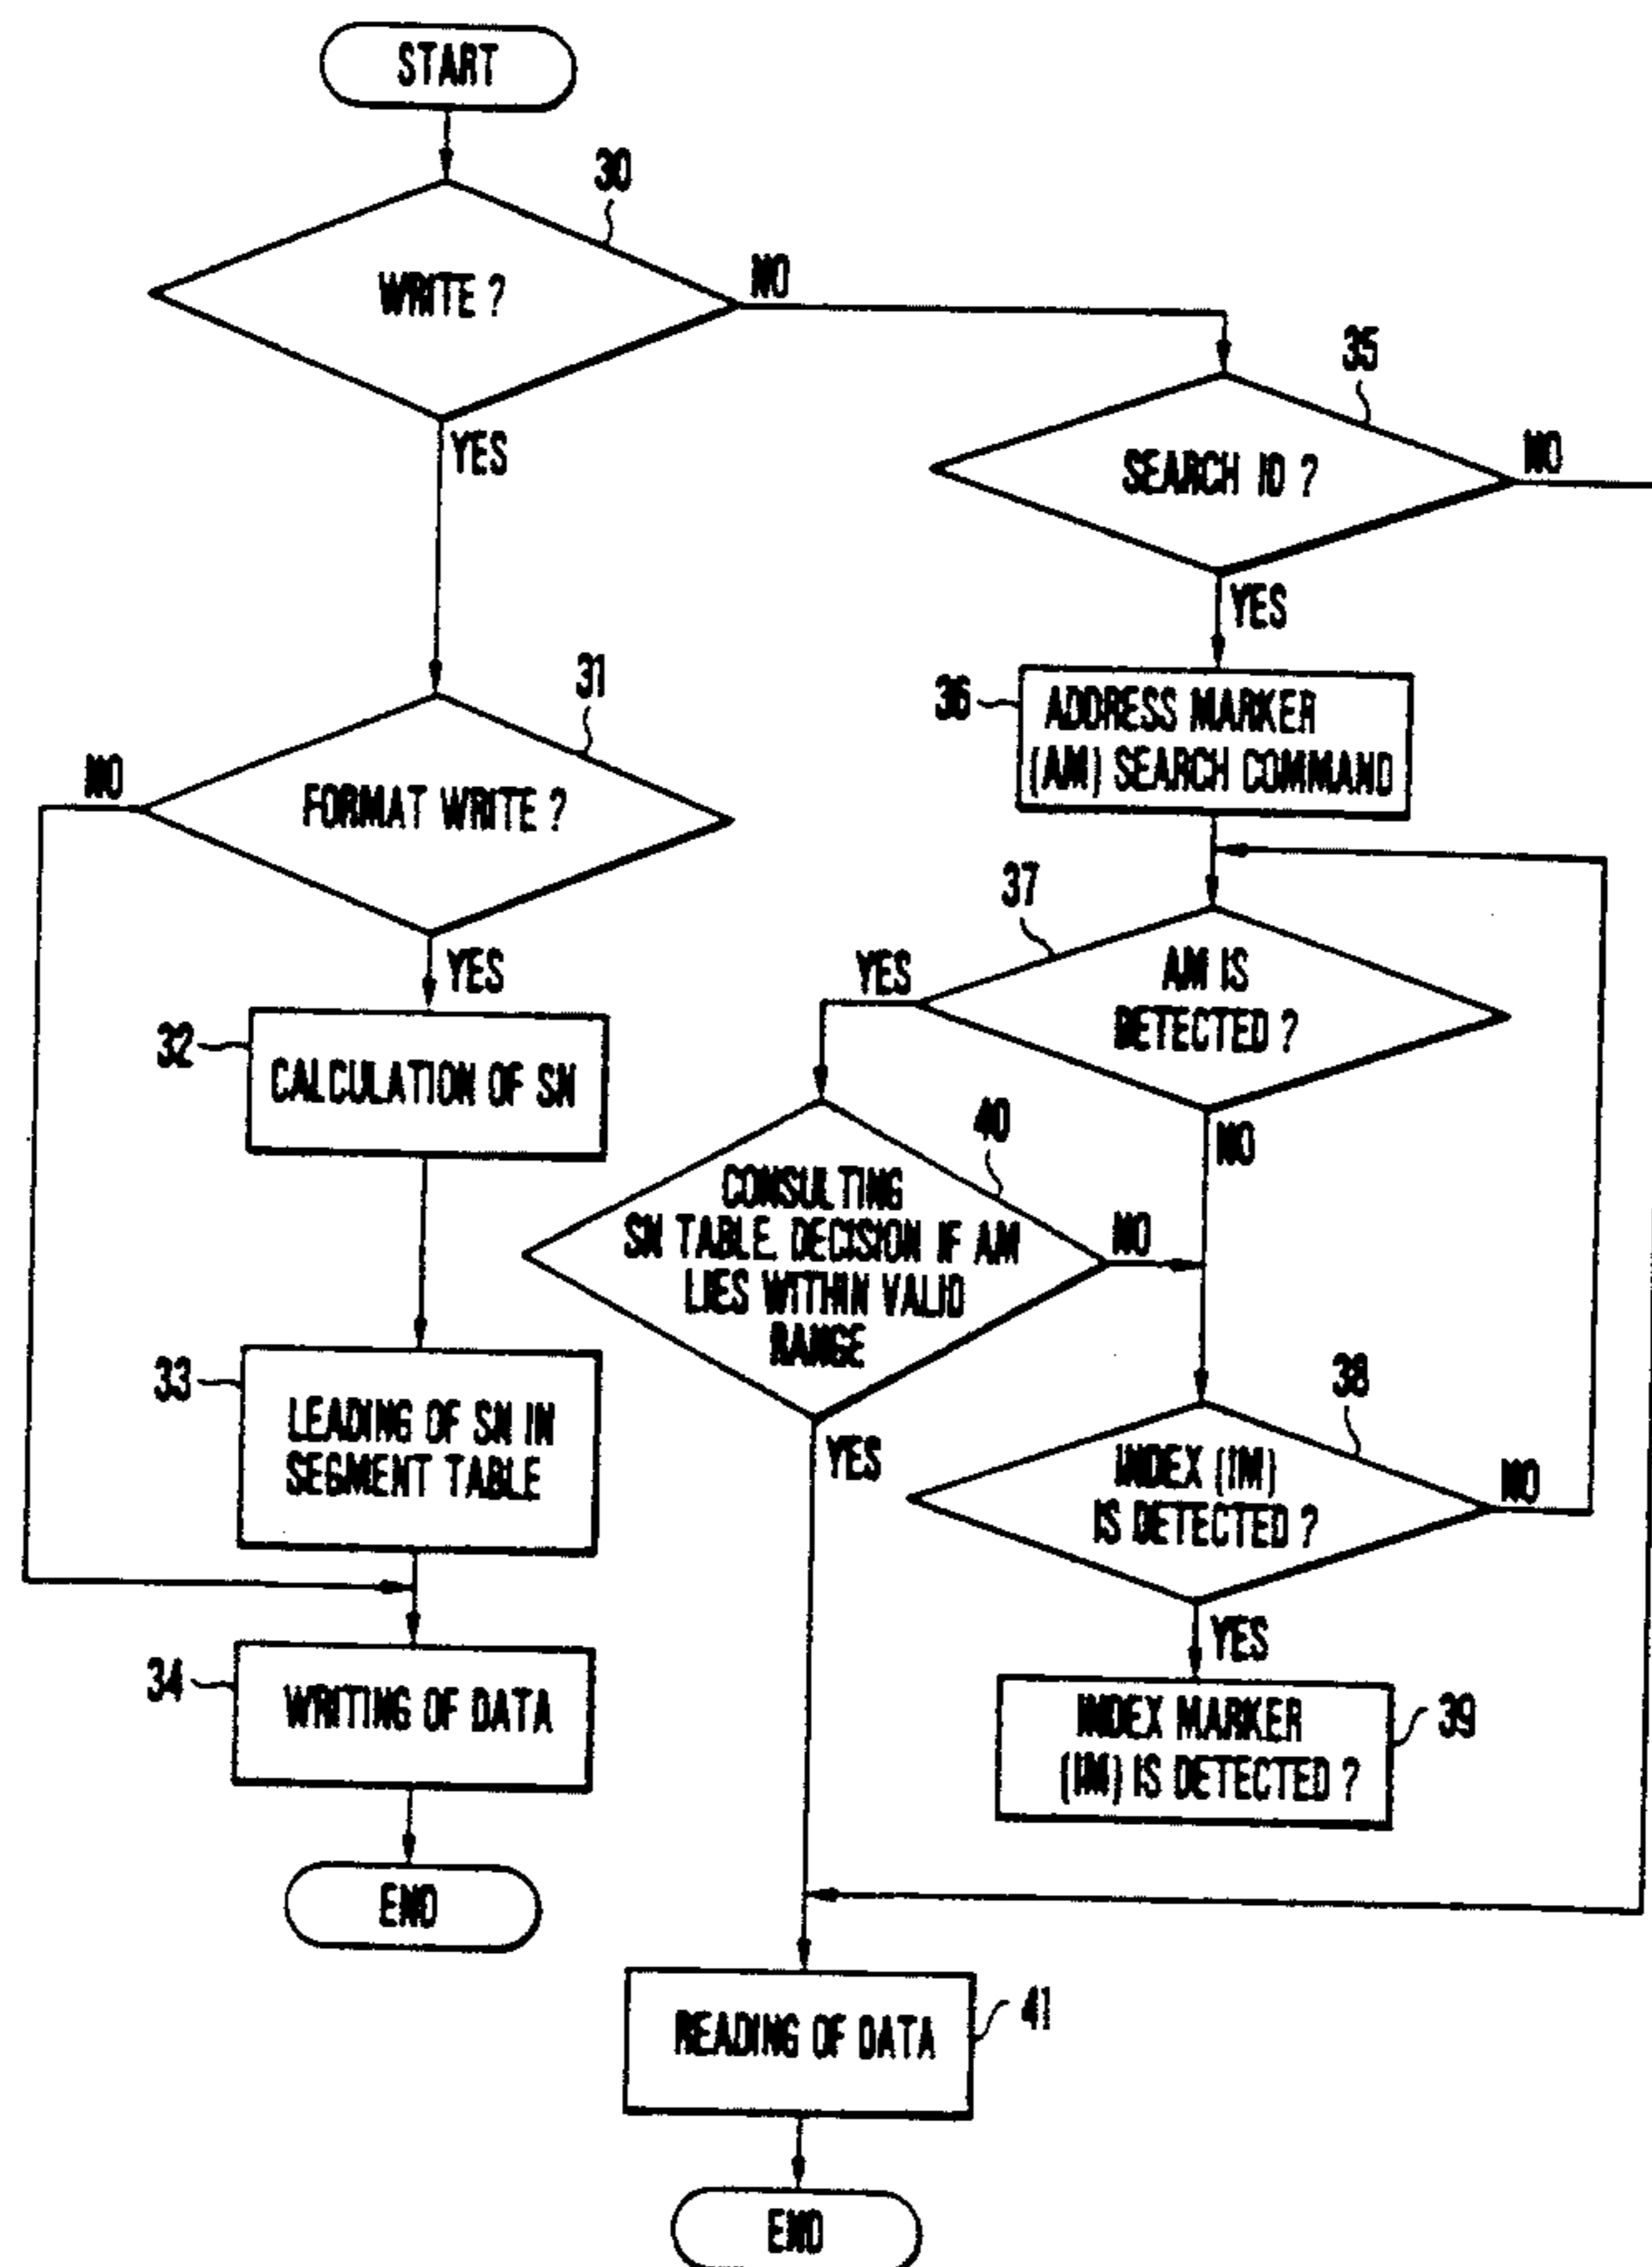 START
30
WRITE ?
NO
YES
35
SEARCH ID ?
NO
YES
36
ADDRESS MARKER
(AM) SEARCH COMMAND
31
FORMAT WRITE ?
NO
YES
37
AM IS
DETECTED ?
YES
NO
32
CALCULATION OF SN
40
CONSULTING
SN TABLE. DECISION IF AM
LIES WITHIN VALID
RANGE
NO
YES
33
LEADING OF SN IN
SEGMENT TABLE
38
INDEX (IM)
IS DETECTED ?
NO
YES
34
WRITING OF DATA
39
INDEX MARKER
(IM) IS DETECTED ?
END
41
READING OF DATA
END